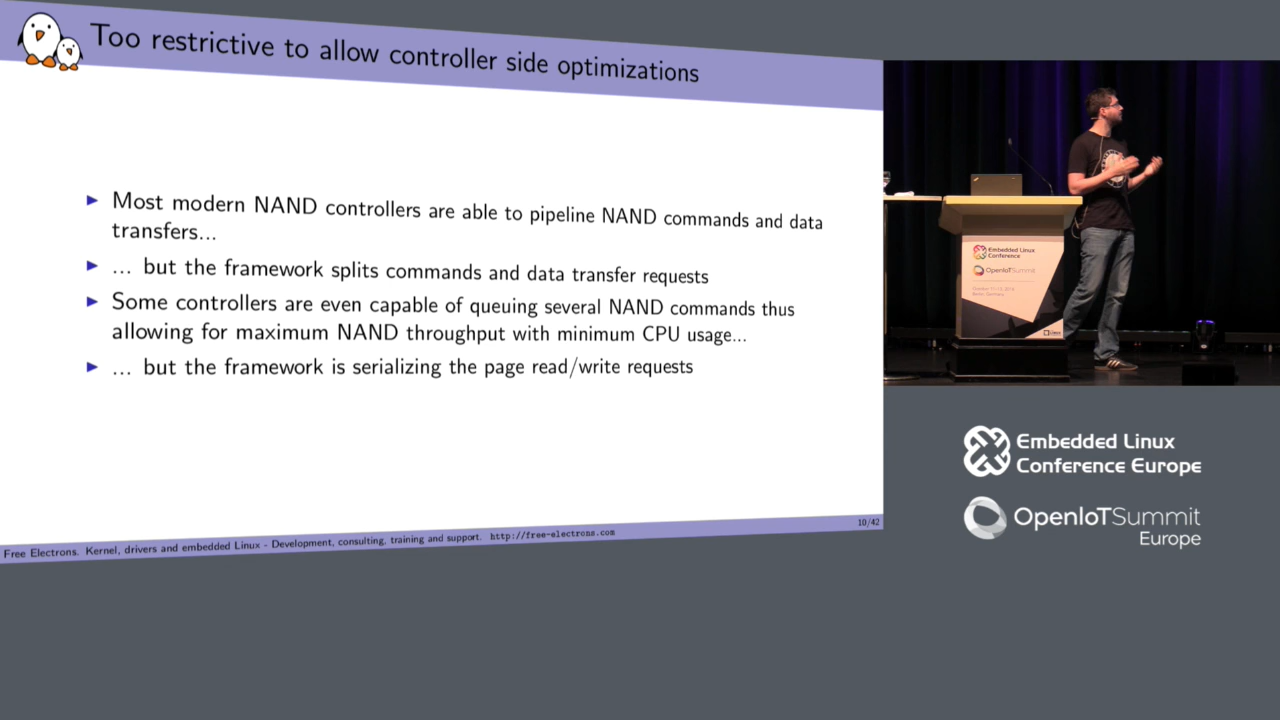 Too restrictive to allow controller side optimizations
► Most modern NAND controllers are able to pipeline NAND commands and data
transfers...
► ... but the framework splits commands and data transfer requests
► Some controllers are even capable of queuing several NAND commands thus
allowing for maximum NAND throughput with minimum CPU usage...
► ... but the framework is serializing the page read/write requests
10/42
Free Electrons. Kernel, drivers and embedded Linux - Development, consulting, training and support. http://free-electrons.com
Embedded Linux
Conference
OpenIoTSummit
Embedded Linux
Conference Europe
OpenIoTSummit
Europe